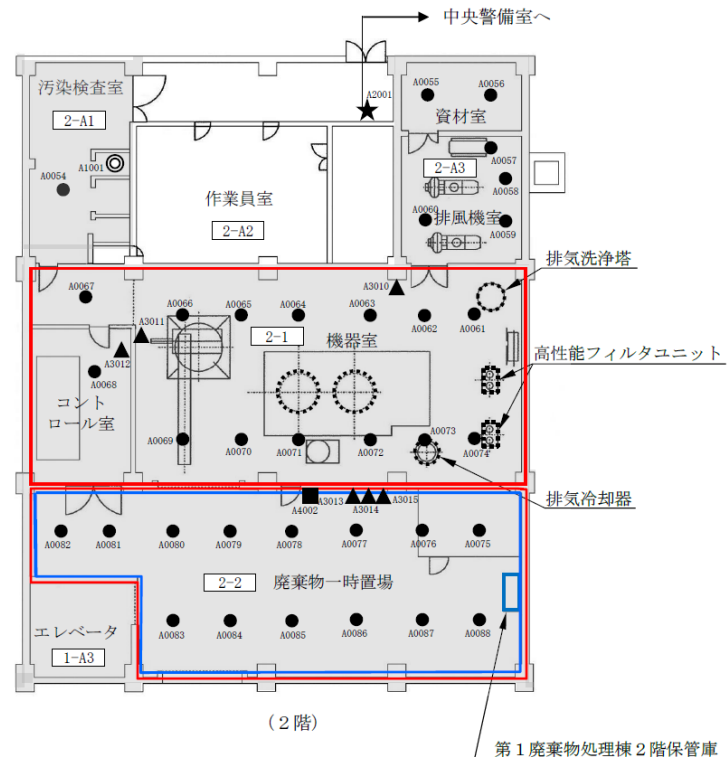 中央警備室へ
汚染検査室
2-A1
A1001
A0054
A2001
A0055
A0056
資材室
2-A3
A0057
A0058
A0060
排風機室
A0059
作業員室
2-A2
排気洗浄塔
A0067
A3010
A0066
A0065
A0064
A0063
A0062
A0061
A3011
2-1
機器室
A3012
高性能フィルタユニット
A0068
コント
ロール室
A0069
A0070
A0071
A0072
A0073
A0074
排気冷却器
A4002
A3013
A3014
A3015
A0082
A0081
A0080
A0079
A0078
A0077
A0076
A0075
2-2
廃棄物一時置場
エレベータ
1-A3
A0083
A0084
A0085
A0086
A0087
A0088
(2階)
第1廃棄物処理棟2階保管庫